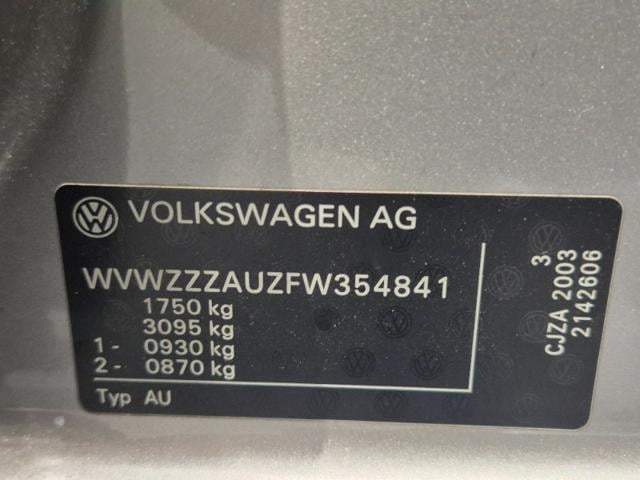 VOLKSWAGEN AG
WVWZZZAUZFW354841
1750 kg
3095 kg
1- 0930 kg
2- 0870 kg
Typ AU
3
CJZA 2003
2142606